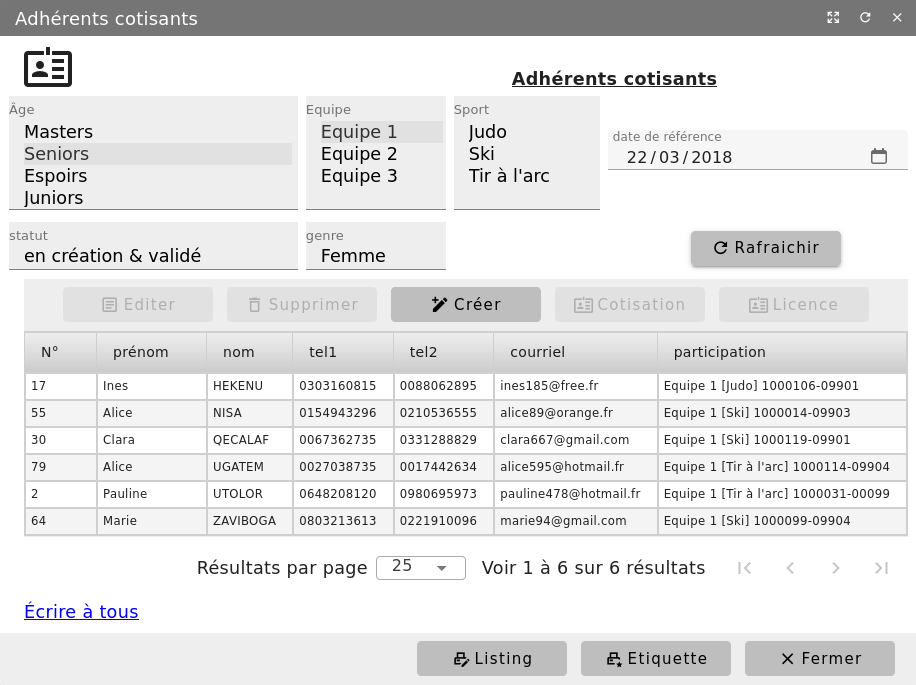 Adhérents cotisants
Adhérents cotisants
Âge
Masters
Seniors
Espoirs
Juniors
Equipe
Equipe 1
Equipe 2
Equipe 3
Sport
Judo
Ski
Tir à l'arc
date de référence
22/03/2018
statut
en création & validé
genre
Femme
Rafraichir
Editer Supprimer Créer Cotisation Licence
N° prénom nom tel1 tel2 courriel participation
17 Ines HEKENU 0303160815 0088062895 ines185@free.fr Equipe 1 [Judo] 1000106-09901
55 Alice NISA 0154943296 0210536555 alice89@orange.fr Equipe 1 [Ski] 1000014-09903
30 Clara QECALAF 0067362735 0331288829 clara667@gmail.com Equipe 1 [Ski] 1000119-09901
79 Alice UGATEM 0027038735 0017442634 alice595@hotmail.fr Equipe 1 [Tir à l'arc] 1000114-09904
2 Pauline UTOLOR 0648208120 0980695973 pauline478@hotmail.fr Equipe 1 [Tir à l'arc] 1000031-00099
64 Marie ZAVIBOGA 0803213613 0221910096 marie94@gmail.com Equipe 1 [Ski] 1000099-09904
Résultats par page 25 Voir 1 à 6 sur 6 résultats
Écrire à tous
Listing Etiquette Fermer